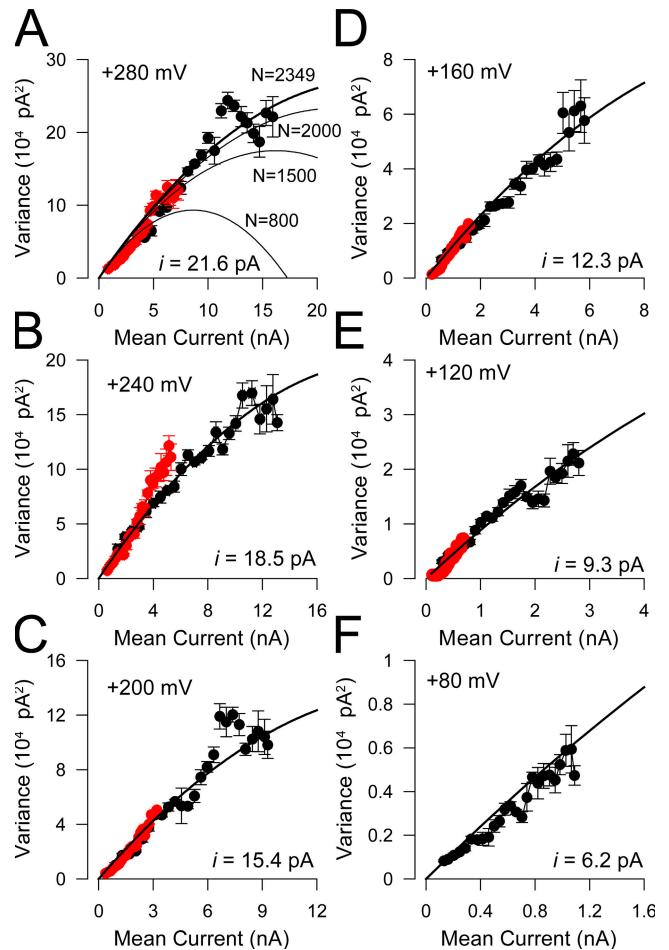 A
+280 mV
N=2349
N=2000
N=1500
N=800
i = 21.6 pA
Variance (10⁴ pA²)
30
20
10
0
0 5 10 15 20
Mean Current (nA)
B
+240 mV
i = 18.5 pA
Variance (10⁴ pA²)
20
15
10
5
0
0 4 8 12 16
Mean Current (nA)
C
+200 mV
i = 15.4 pA
Variance (10⁴ pA²)
16
12
8
4
0
0 3 6 9 12
Mean Current (nA)
D
+160 mV
i = 12.3 pA
Variance (10⁴ pA²)
8
6
4
2
0
0 2 4 6 8
Mean Current (nA)
E
+120 mV
i = 9.3 pA
Variance (10⁴ pA²)
4
3
2
1
0
0 1 2 3 4
Mean Current (nA)
F
+80 mV
i = 6.2 pA
Variance (10⁴ pA²)
1
0.8
0.6
0.4
0.2
0
0 0.4 0.8 1.2 1.6
Mean Current (nA)